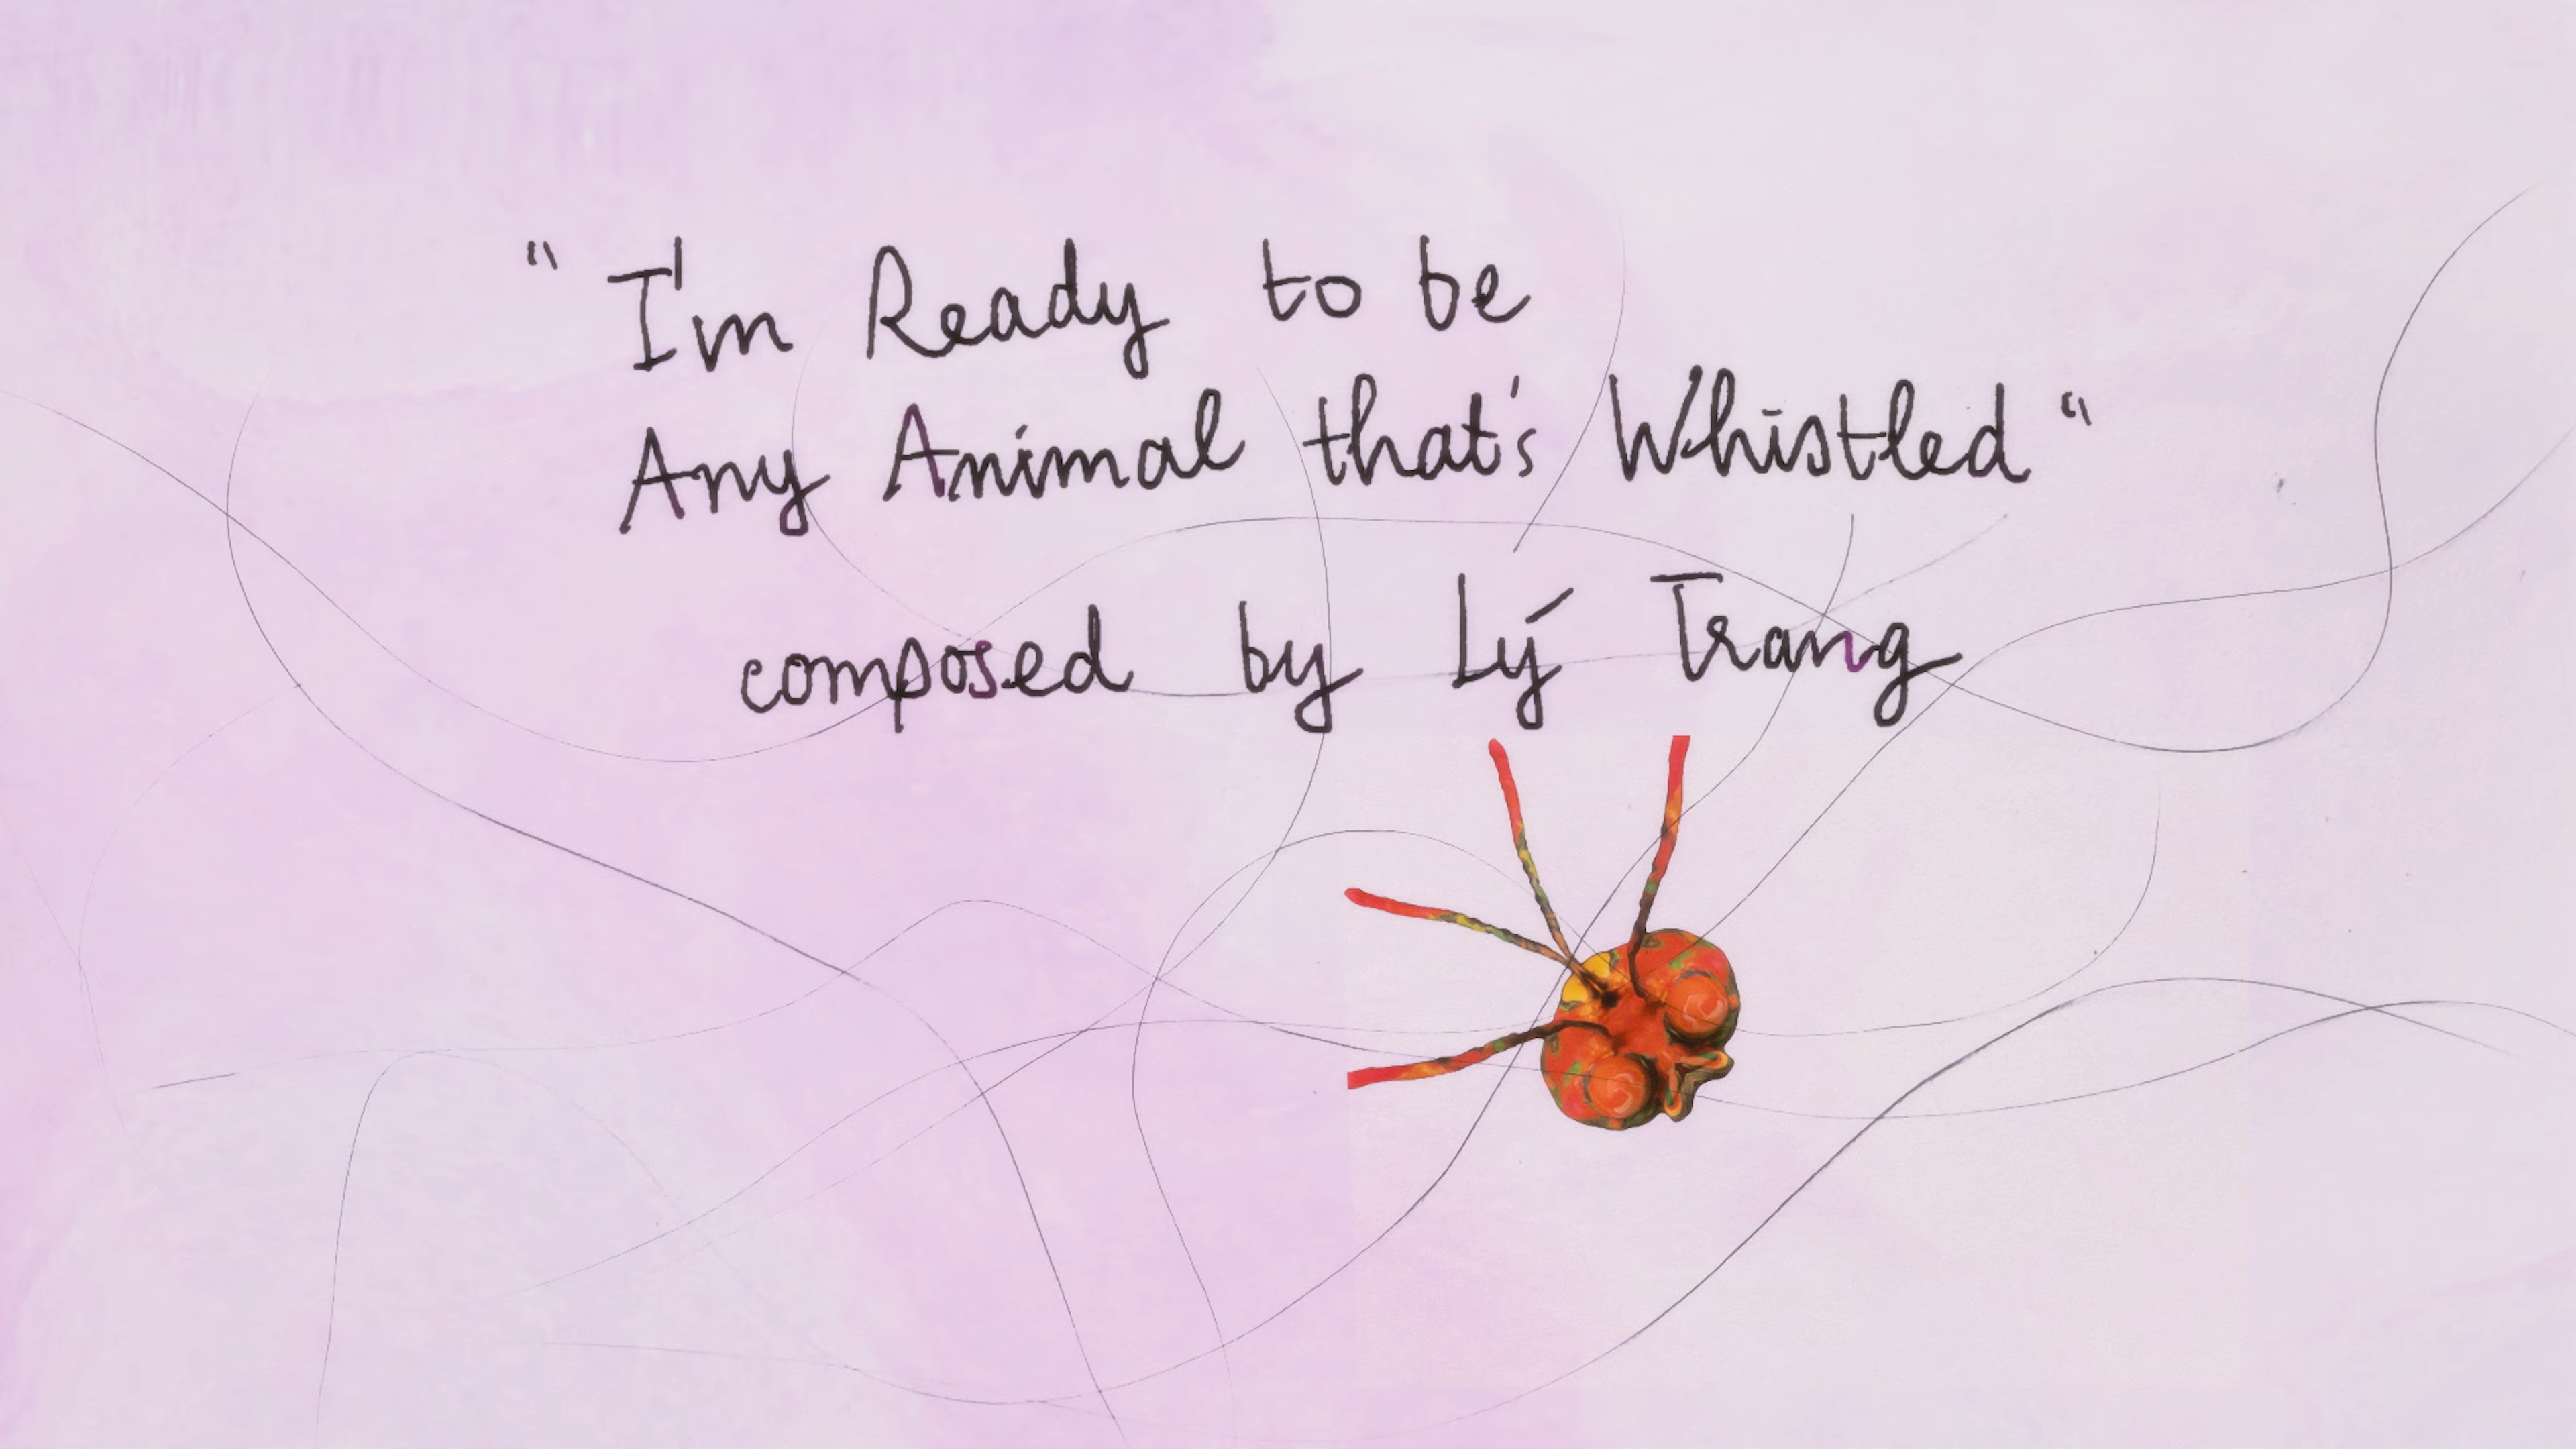 "I'm Ready to be
Any Animal that's Whistled"
composed by Lý Trang